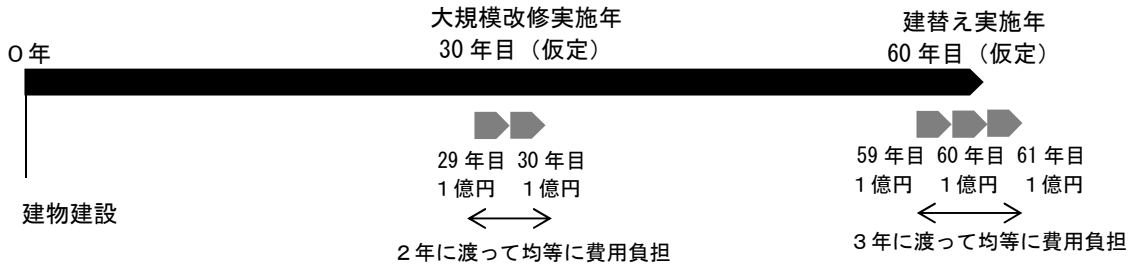 大規模改修実施年
30 年目（仮定）
建替え実施年
60 年目（仮定）
０年
29 年目 30 年目
１億円 １億円
59 年目 60 年目 61 年目
１億円 １億円 １億円
建物建設
２年に渡って均等に費用負担
３年に渡って均等に費用負担